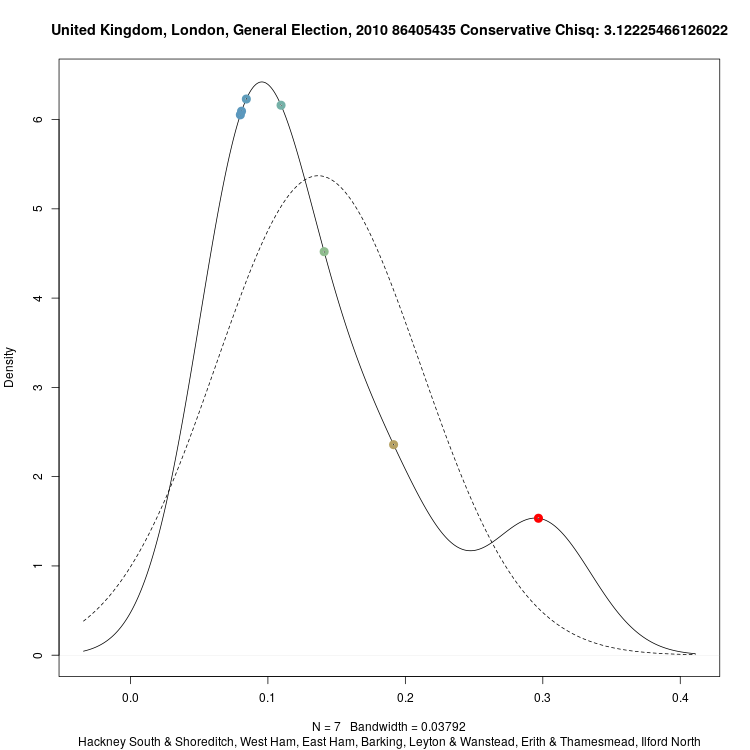 United Kingdom, London, General Election, 2010 86405435 Conservative Chisq: 3.12225466126022
Density
6
5
4
3
2
1
0
0.0 0.1 0.2 0.3 0.4
N = 7 Bandwidth = 0.03792
Hackney South & Shoreditch, West Ham, East Ham, Barking, Leyton & Wanstead, Erith & Thamesmead, Ilford North